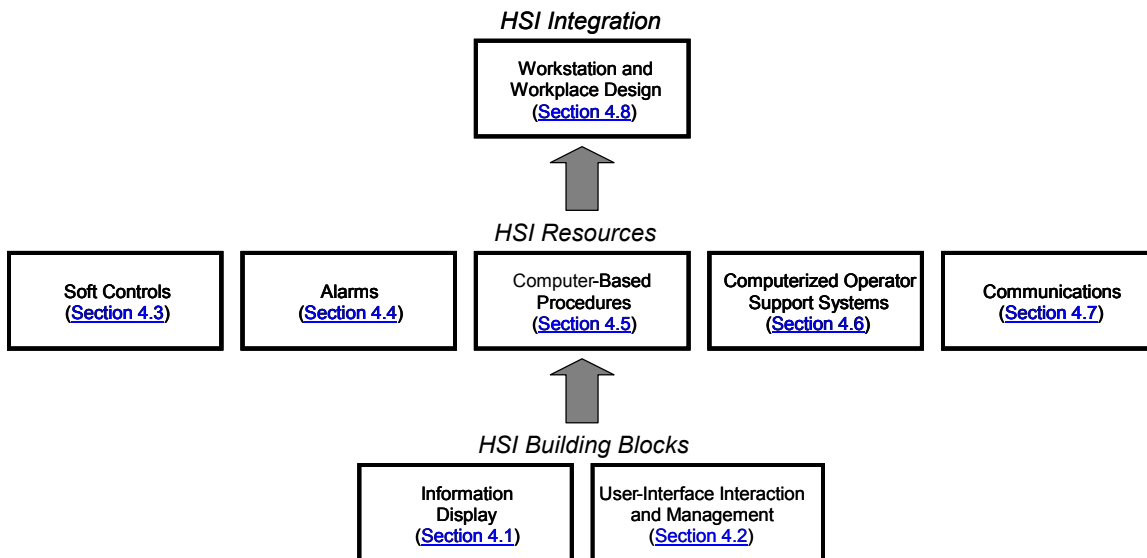 HSI Integration
Workstation and
Workplace Design
(Section 4.8)
HSI Resources
Soft Controls
(Section 4.3)
Alarms
(Section 4.4)
Computer-Based
Procedures
(Section 4.5)
Computerized Operator
Support Systems
(Section 4.6)
Communications
(Section 4.7)
HSI Building Blocks
Information
Display
(Section 4.1)
User-Interface Interaction
and Management
(Section 4.2)